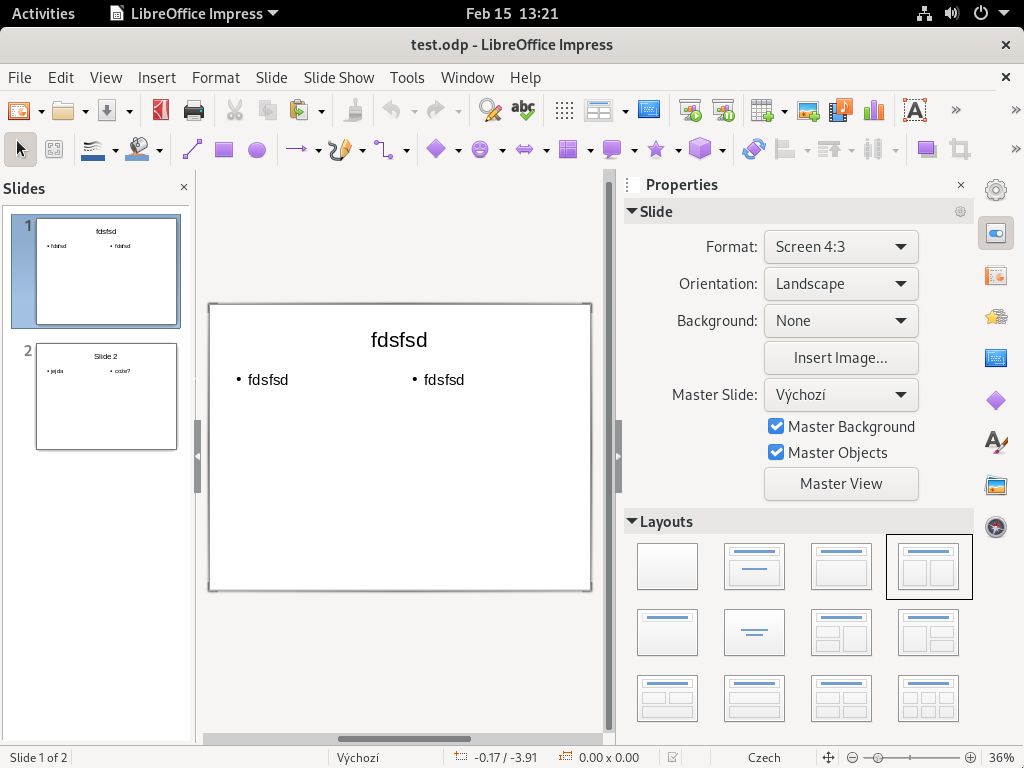 Activities
LibreOffice Impress
Feb 15 13:21
test.odp - LibreOffice Impress
File Edit View Insert Format Slide Slide Show Tools Window Help
Slides
1
fdsfsd
• fdsfsd • fdsfsd
2
Slide 2
• jejda • cože?
fdsfsd
• fdsfsd • fdsfsd
Properties
Slide
Format: Screen 4:3
Orientation: Landscape
Background: None
Insert Image...
Master Slide: Výchozí
Master Background
Master Objects
Master View
Layouts
Slide 1 of 2
Výchozí
-0.17 / -3.91
0.00 x 0.00
Czech
36%